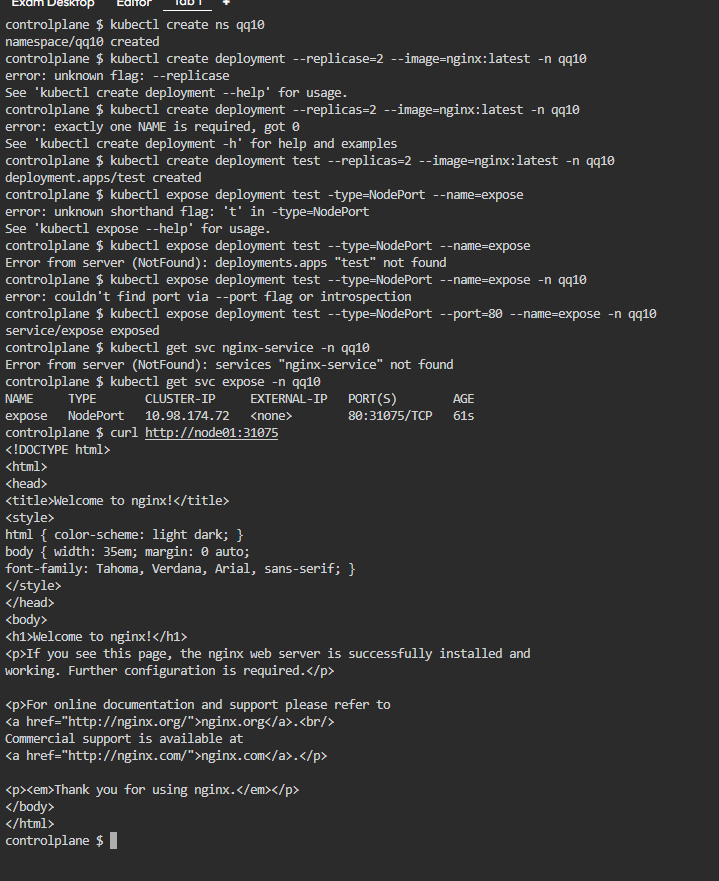 Exam Desktop Editor Tab 1 +
controlplane $ kubectl create ns qq10
namespace/qq10 created
controlplane $ kubectl create deployment --replicase=2 --image=nginx:latest -n qq10
error: unknown flag: --replicase
See 'kubectl create deployment --help' for usage.
controlplane $ kubectl create deployment --replicas=2 --image=nginx:latest -n qq10
error: exactly one NAME is required, got 0
See 'kubectl create deployment -h' for help and examples
controlplane $ kubectl create deployment test --replicas=2 --image=nginx:latest -n qq10
deployment.apps/test created
controlplane $ kubectl expose deployment test -type=NodePort --name=expose
error: unknown shorthand flag: 't' in -type=NodePort
See 'kubectl expose --help' for usage.
controlplane $ kubectl expose deployment test --type=NodePort --name=expose
Error from server (NotFound): deployments.apps "test" not found
controlplane $ kubectl expose deployment test --type=NodePort --name=expose -n qq10
error: couldn't find port via --port flag or introspection
controlplane $ kubectl expose deployment test --type=NodePort --port=80 --name=expose -n qq10
service/expose exposed
controlplane $ kubectl get svc nginx-service -n qq10
Error from server (NotFound): services "nginx-service" not found
controlplane $ kubectl get svc expose -n qq10
NAME TYPE CLUSTER-IP EXTERNAL-IP PORT(S) AGE
expose NodePort 10.98.174.72 <none> 80:31075/TCP 61s
controlplane $ curl http://node01:31075
<!DOCTYPE html>
<html>
<head>
<title>Welcome to nginx!</title>
<style>
html { color-scheme: light dark; }
body { width: 35em; margin: 0 auto;
font-family: Tahoma, Verdana, Arial, sans-serif; }
</style>
</head>
<body>
<h1>Welcome to nginx!</h1>
<p>If you see this page, the nginx web server is successfully installed and
working. Further configuration is required.</p>
<p>For online documentation and support please refer to
<a href="http://nginx.org/">nginx.org</a>.<br/>
Commercial support is available at
<a href="http://nginx.com/">nginx.com</a>.</p>
<p><em>Thank you for using nginx.</em></p>
</body>
</html>
controlplane $